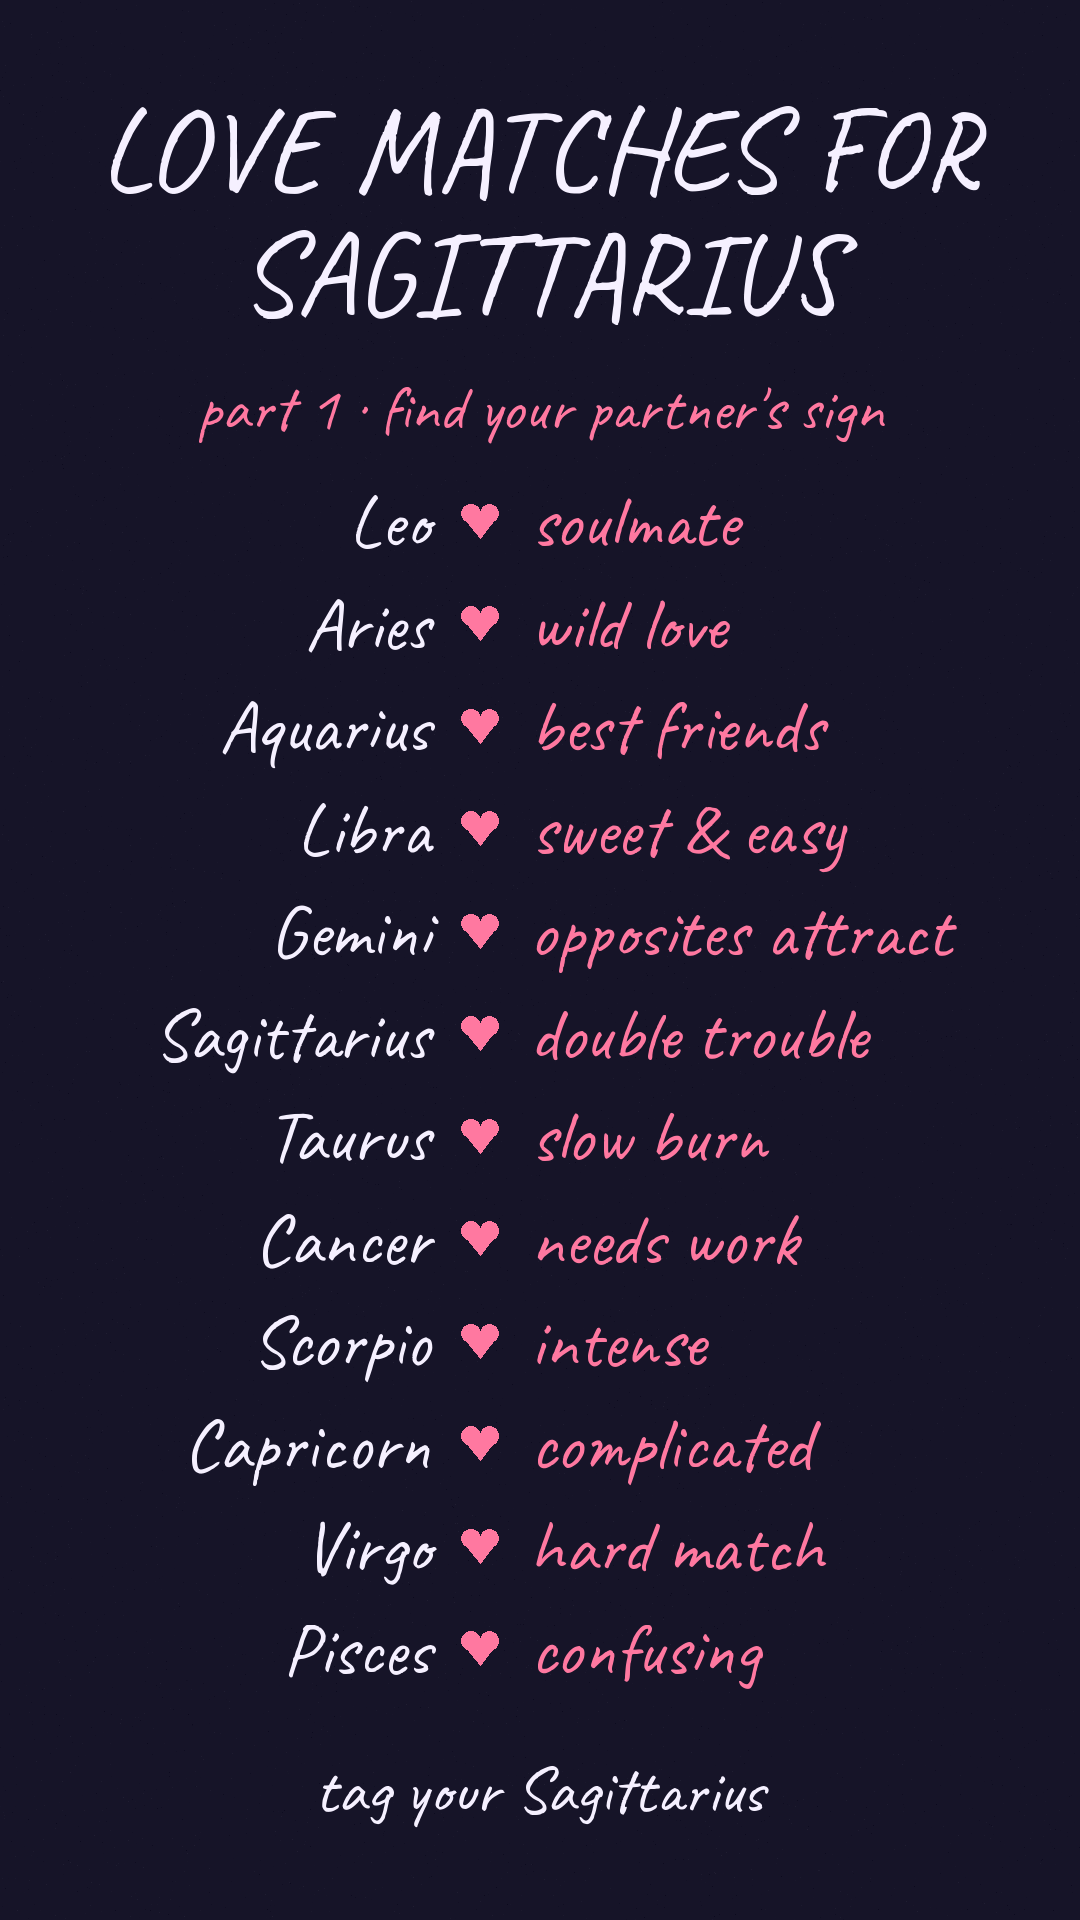 LOVE MATCHES FOR
SAGITTARIUS
part 1 · find your partner's sign
Leo ♥ soulmate
Aries ♥ wild love
Aquarius ♥ best friends
Libra ♥ sweet & easy
Gemini ♥ opposites attract
Sagittarius ♥ double trouble
Taurus ♥ slow burn
Cancer ♥ needs work
Scorpio ♥ intense
Capricorn ♥ complicated
Virgo ♥ hard match
Pisces ♥ confusing
tag your Sagittarius